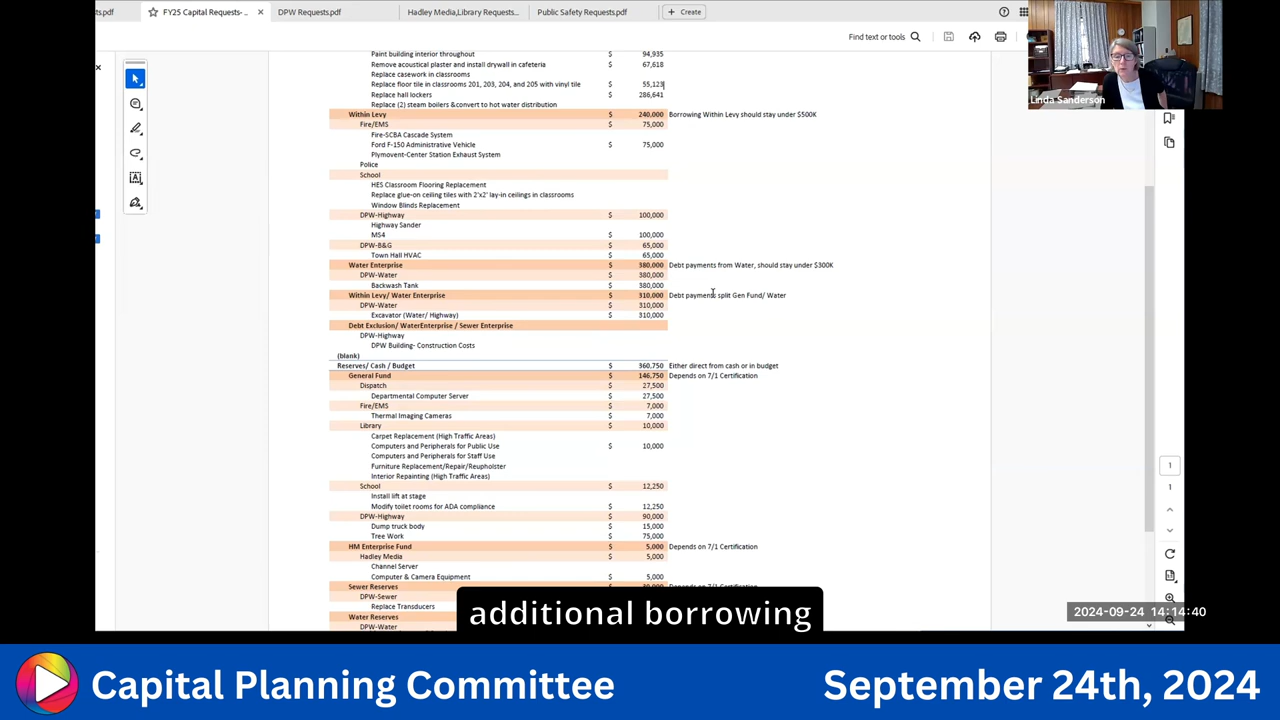 FY25 Capital Requests-...
DPW Requests.pdf
Hadley Media,Library Requests...
Public Safety Requests.pdf
Create
Find text or tools
Linda Sanderson
Paint building interior throughout $ 94,935
Remove acoustical plaster and install drywall in cafeteria $ 67,618
Replace casework in classrooms
Replace floor tile in classrooms 201, 203, 204, and 205 with vinyl tile $ 55,123
Replace hall lockers $ 286,641
Replace (2) steam boilers &convert to hot water distribution
Within Levy $ 240,000 Borrowing Within Levy should stay under $500K
Fire/EMS $ 75,000
Fire-SCBA Cascade System
Ford F-150 Administrative Vehicle $ 75,000
Plymovent-Center Station Exhaust System
Police
School
HES Classroom Flooring Replacement
Replace glue-on ceiling tiles with 2'x2' lay-in ceilings in classrooms
Window Blinds Replacement
DPW-Highway $ 100,000
Highway Sander
MS4 $ 100,000
DPW-B&G $ 65,000
Town Hall HVAC $ 65,000
Water Enterprise $ 380,000 Debt payments from Water, should stay under $300K
DPW-Water $ 380,000
Backwash Tank $ 380,000
Within Levy/ Water Enterprise $ 310,000 Debt payments split Gen Fund/ Water
DPW-Water $ 310,000
Excavator (Water/ Highway) $ 310,000
Debt Exclusion/ WaterEnterprise / Sewer Enterprise
DPW-Highway
DPW Building- Construction Costs
(blank)
Reserves/ Cash / Budget $ 360,750 Either direct from cash or in budget
General Fund $ 146,750 Depends on 7/1 Certification
Dispatch $ 27,500
Departmental Computer Server $ 27,500
Fire/EMS $ 7,000
Thermal Imaging Cameras $ 7,000
Library $ 10,000
Carpet Replacement (High Traffic Areas)
Computers and Peripherals for Public Use $ 10,000
Computers and Peripherals for Staff Use
Furniture Replacement/Repair/Reupholster
Interior Repainting (High Traffic Areas)
School $ 12,250
Install lift at stage
Modify toilet rooms for ADA compliance $ 12,250
DPW-Highway $ 90,000
Dump truck body $ 15,000
Tree Work $ 75,000
HM Enterprise Fund $ 5,000 Depends on 7/1 Certification
Hadley Media $ 5,000
Channel Server
Computer & Camera Equipment $ 5,000
Sewer Reserves
DPW-Sewer
Replace Transducers
Water Reserves
DPW-Water
1
1
additional borrowing
2024-09-24 14:14:40
Capital Planning Committee
September 24th, 2024